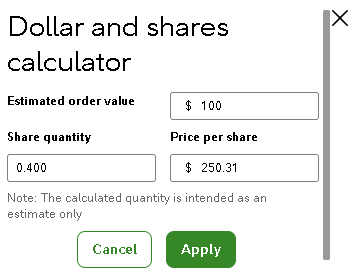 Dollar and shares
calculator
Estimated order value
$ 100
Share quantity Price per share
0.400 $ 250.31
Note: The calculated quantity is intended as an
estimate only
Cancel Apply